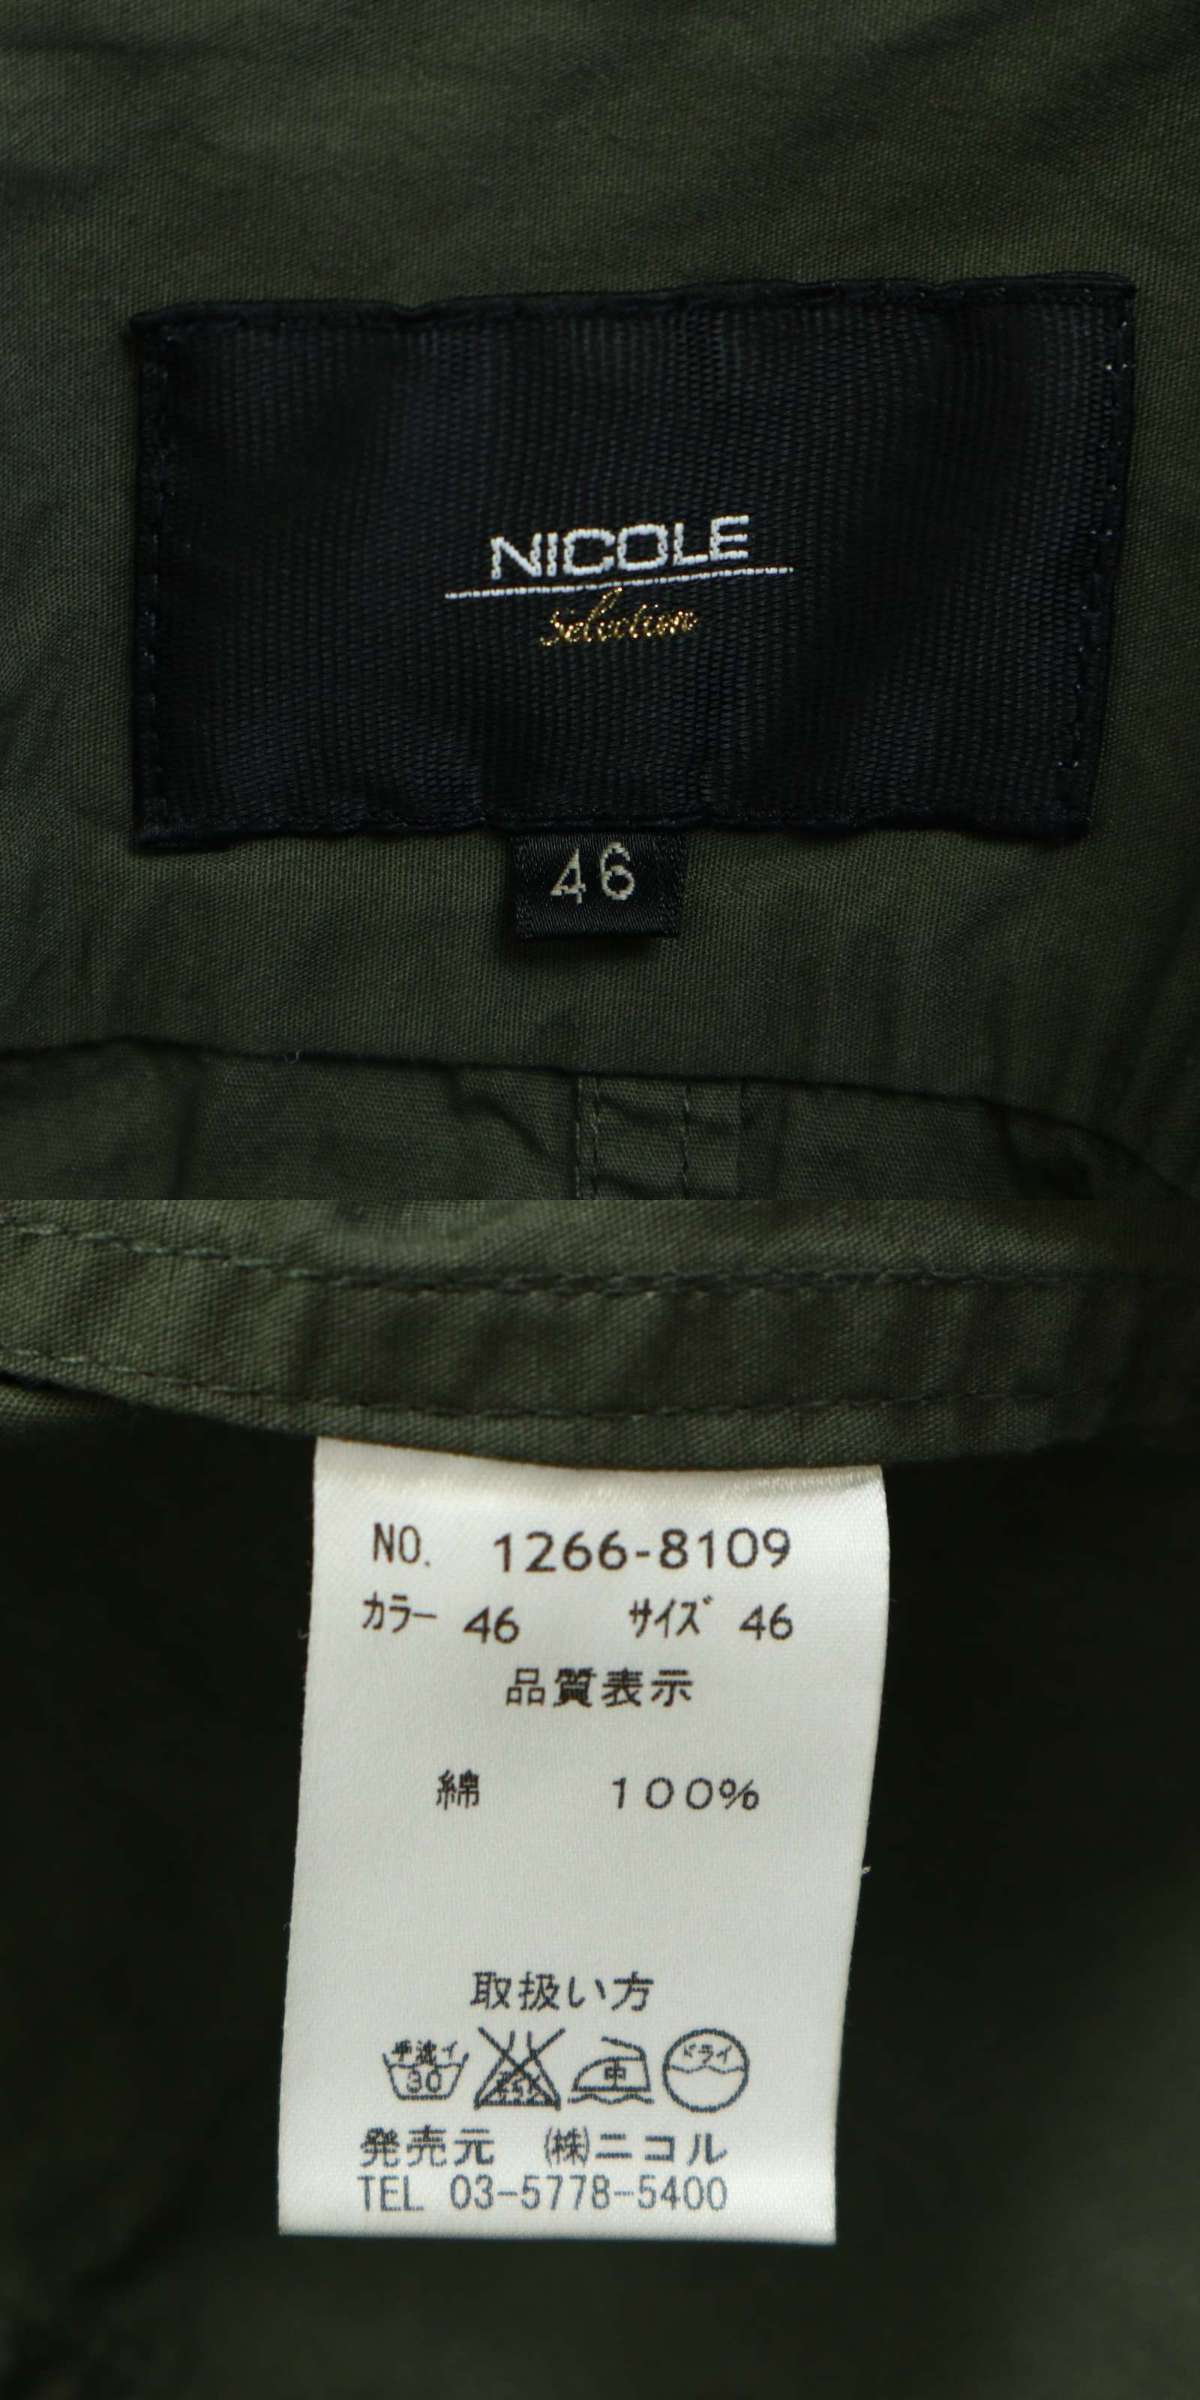 NICOLE
Selection
46
NO. 1266-8109
カラー 46 サイズ 46
品質表示
綿 100%
取扱い方
手洗イ 30 中 ドライ
発売元 (株)ニコル
TEL 03-5778-5400